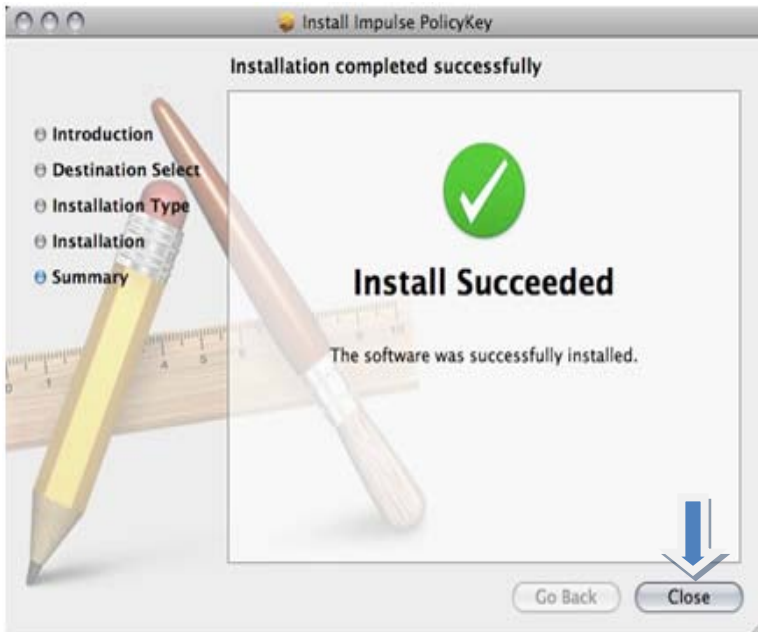 Install Impulse PolicyKey
Installation completed successfully
Introduction
Destination Select
Installation Type
Installation
Summary
Install Succeeded
The software was successfully installed.
Go Back
Close